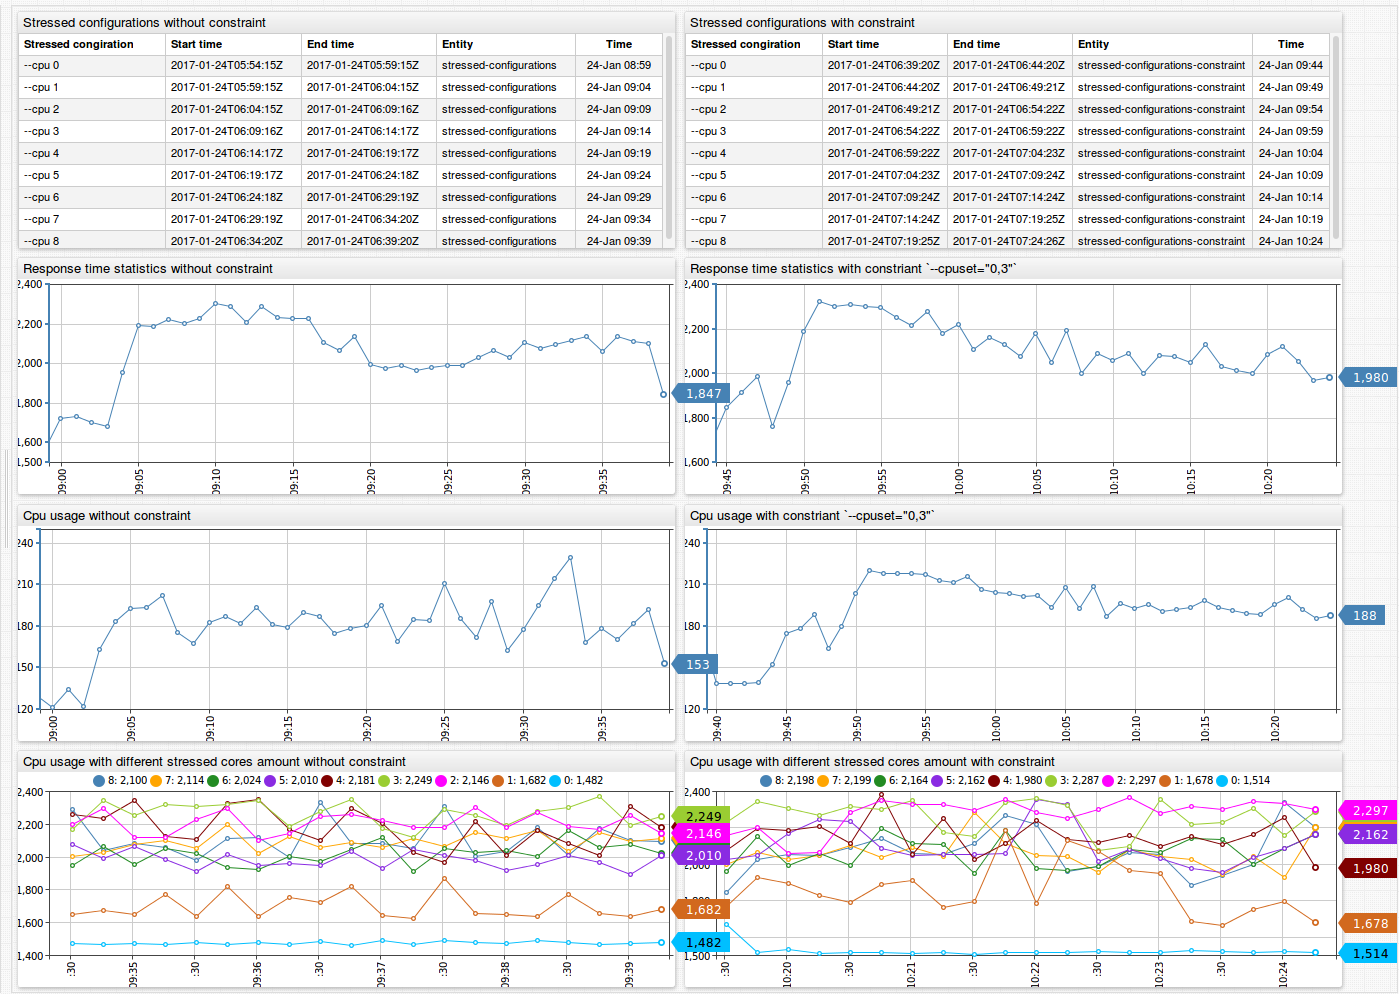 Stressed configurations without constraint
Stressed congiration Start time End time Entity Time
--cpu 0 2017-01-24T05:54:15Z 2017-01-24T05:59:15Z stressed-configurations 24-Jan 08:59
--cpu 1 2017-01-24T05:59:15Z 2017-01-24T06:04:15Z stressed-configurations 24-Jan 09:04
--cpu 2 2017-01-24T06:04:15Z 2017-01-24T06:09:16Z stressed-configurations 24-Jan 09:09
--cpu 3 2017-01-24T06:09:16Z 2017-01-24T06:14:17Z stressed-configurations 24-Jan 09:14
--cpu 4 2017-01-24T06:14:17Z 2017-01-24T06:19:17Z stressed-configurations 24-Jan 09:19
--cpu 5 2017-01-24T06:19:17Z 2017-01-24T06:24:18Z stressed-configurations 24-Jan 09:24
--cpu 6 2017-01-24T06:24:18Z 2017-01-24T06:29:19Z stressed-configurations 24-Jan 09:29
--cpu 7 2017-01-24T06:29:19Z 2017-01-24T06:34:20Z stressed-configurations 24-Jan 09:34
--cpu 8 2017-01-24T06:34:20Z 2017-01-24T06:39:20Z stressed-configurations 24-Jan 09:39
Stressed configurations with constraint
Stressed congiration Start time End time Entity Time
--cpu 0 2017-01-24T06:39:20Z 2017-01-24T06:44:20Z stressed-configurations-constraint 24-Jan 09:44
--cpu 1 2017-01-24T06:44:20Z 2017-01-24T06:49:21Z stressed-configurations-constraint 24-Jan 09:49
--cpu 2 2017-01-24T06:49:21Z 2017-01-24T06:54:22Z stressed-configurations-constraint 24-Jan 09:54
--cpu 3 2017-01-24T06:54:22Z 2017-01-24T06:59:22Z stressed-configurations-constraint 24-Jan 09:59
--cpu 4 2017-01-24T06:59:22Z 2017-01-24T07:04:23Z stressed-configurations-constraint 24-Jan 10:04
--cpu 5 2017-01-24T07:04:23Z 2017-01-24T07:09:24Z stressed-configurations-constraint 24-Jan 10:09
--cpu 6 2017-01-24T07:09:24Z 2017-01-24T07:14:24Z stressed-configurations-constraint 24-Jan 10:14
--cpu 7 2017-01-24T07:14:24Z 2017-01-24T07:19:25Z stressed-configurations-constraint 24-Jan 10:19
--cpu 8 2017-01-24T07:19:25Z 2017-01-24T07:24:26Z stressed-configurations-constraint 24-Jan 10:24
Response time statistics without constraint
2,400
2,200
2,000
1,800
1,600
1,500
1,847
09:00 09:05 09:10 09:15 09:20 09:25 09:30 09:35
Response time statistics with constriant `--cpuset="0,3"`
2,400
2,200
2,000
1,800
1,600
1,980
09:45 09:50 09:55 10:00 10:05 10:10 10:15 10:20
Cpu usage without constraint
240
210
180
150
120
153
09:00 09:05 09:10 09:15 09:20 09:25 09:30 09:35
Cpu usage with constriant `--cpuset="0,3"`
240
210
180
150
120
188
09:40 09:45 09:50 09:55 10:00 10:05 10:10 10:15 10:20
Cpu usage with different stressed cores amount without constraint
8: 2,100 7: 2,114 6: 2,024 5: 2,010 4: 2,181 3: 2,249 2: 2,146 1: 1,682 0: 1,482
2,400
2,200
2,000
1,800
1,600
1,400
2,249
2,146
2,010
1,682
1,482
:30 09:35 :30 09:36 :30 09:37 :30 09:38 :30 09:39
Cpu usage with different stressed cores amount with constraint
8: 2,198 7: 2,199 6: 2,164 5: 2,162 4: 1,980 3: 2,287 2: 2,297 1: 1,678 0: 1,514
2,400
1,500
2,297
2,162
1,980
1,678
1,514
:30 10:20 :30 10:21 :30 10:22 :30 10:23 :30 10:24